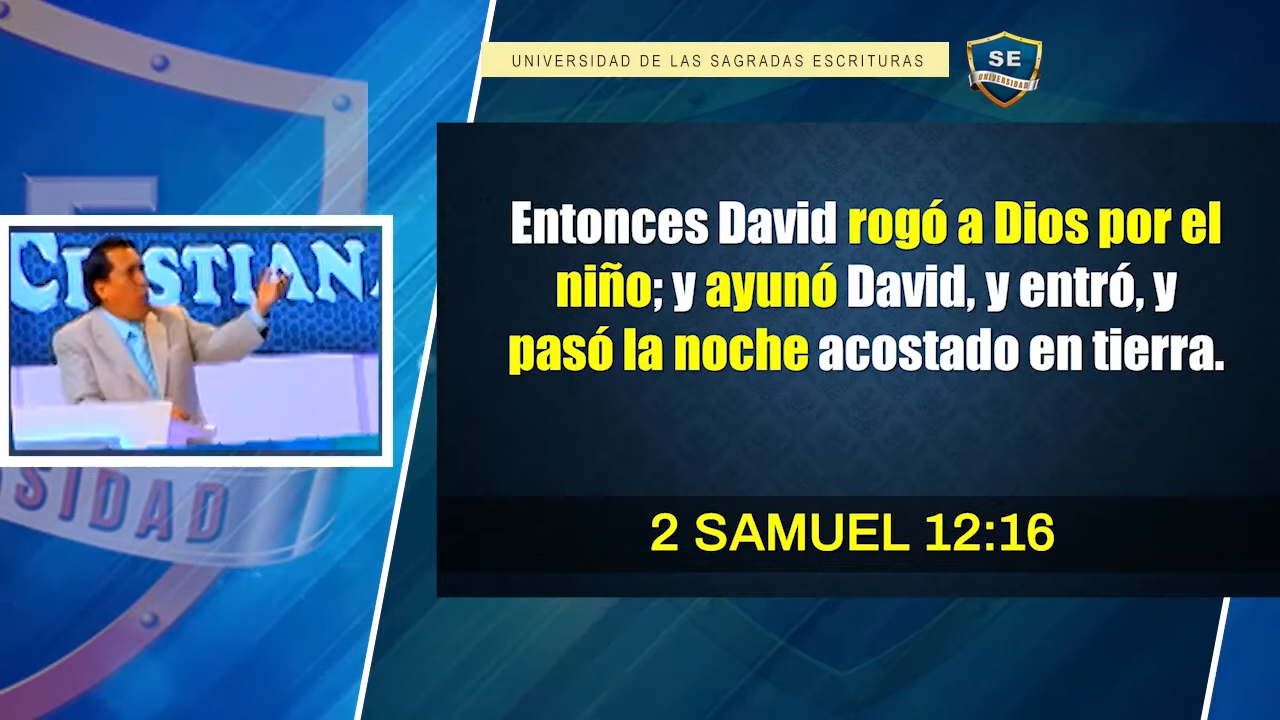 UNIVERSIDAD DE LAS SAGRADAS ESCRITURAS
SE
UNIVERSIDAD
Entonces David rogó a Dios por el
niño; y ayunó David, y entró, y
pasó la noche acostado en tierra.
2 SAMUEL 12:16
CRISTIANA
SIDAD